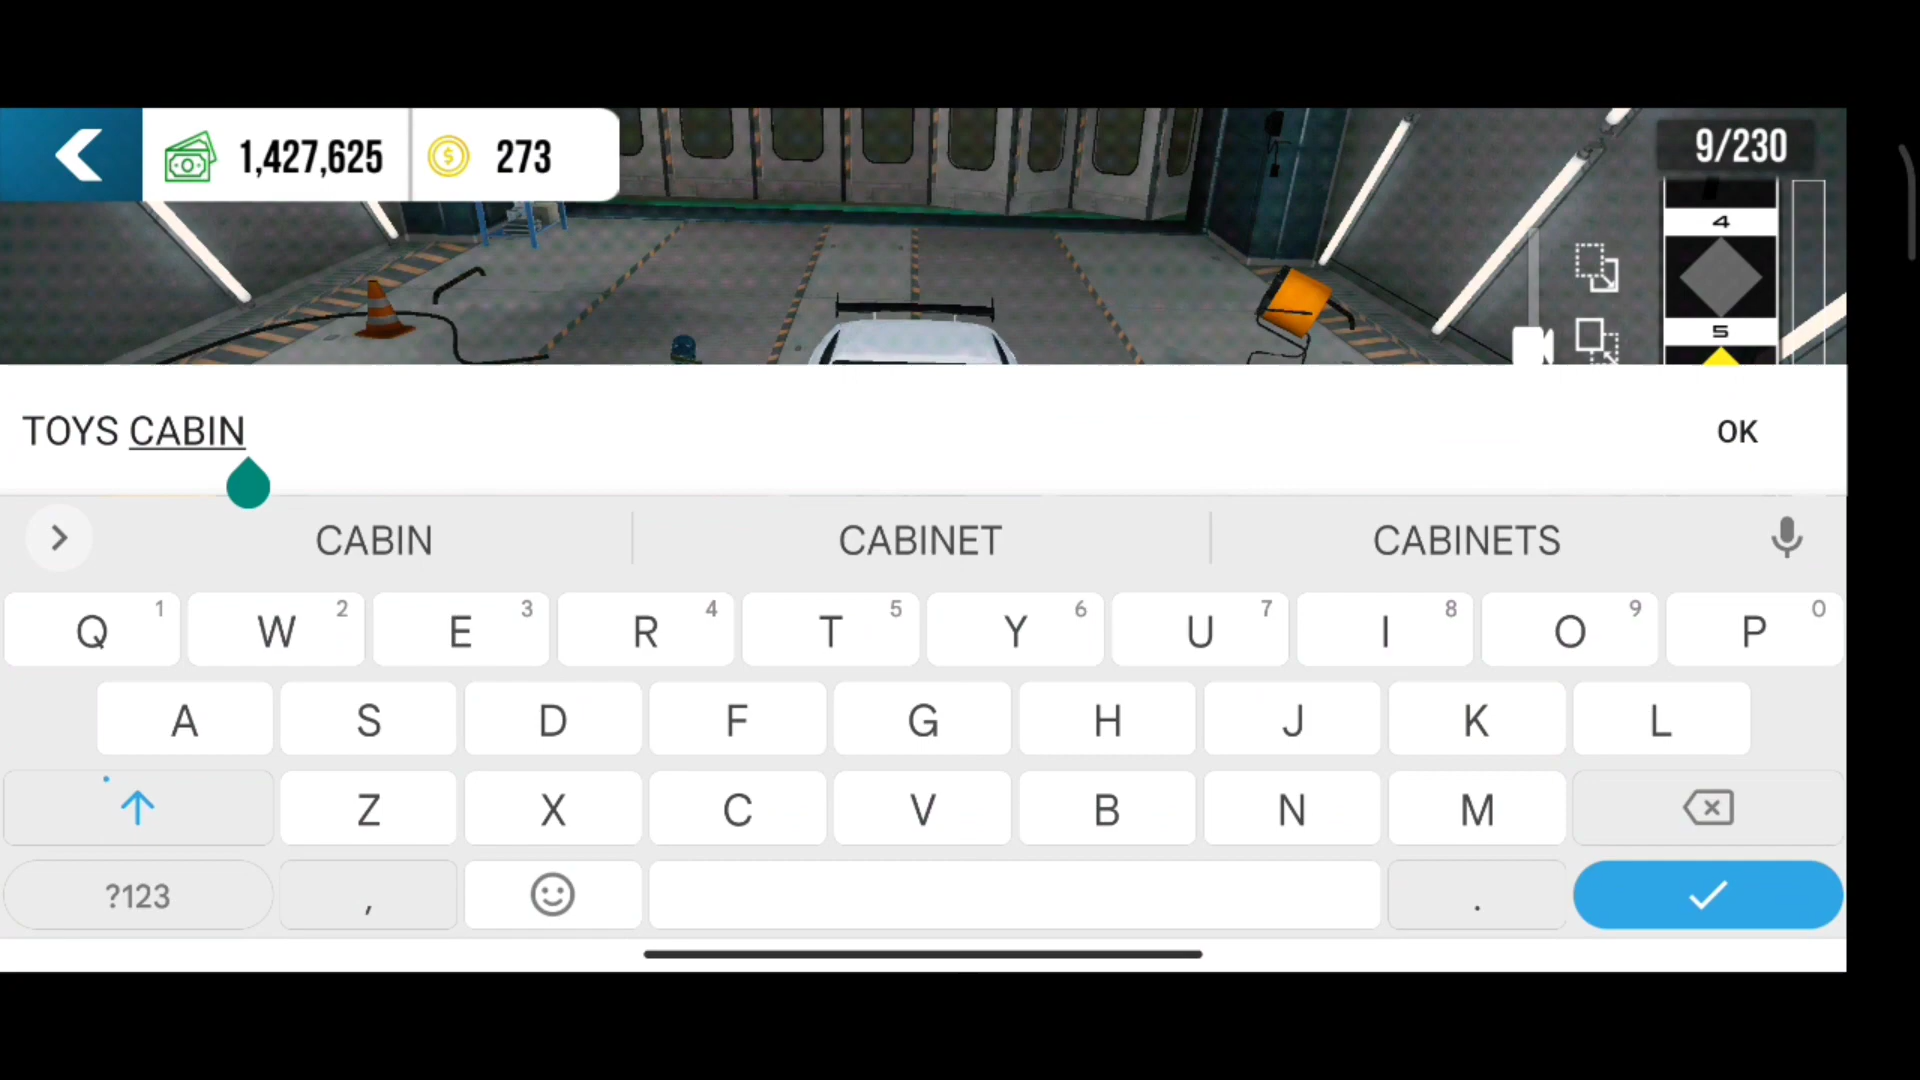 1,427,625 273
9/230
4
5
TOYS CABIN
OK
CABIN CABINET CABINETS
Q 1 W 2 E 3 R 4 T 5 Y 6 U 7 I 8 O 9 P 0
A S D F G H J K L
Z X C V B N M
?123 , .